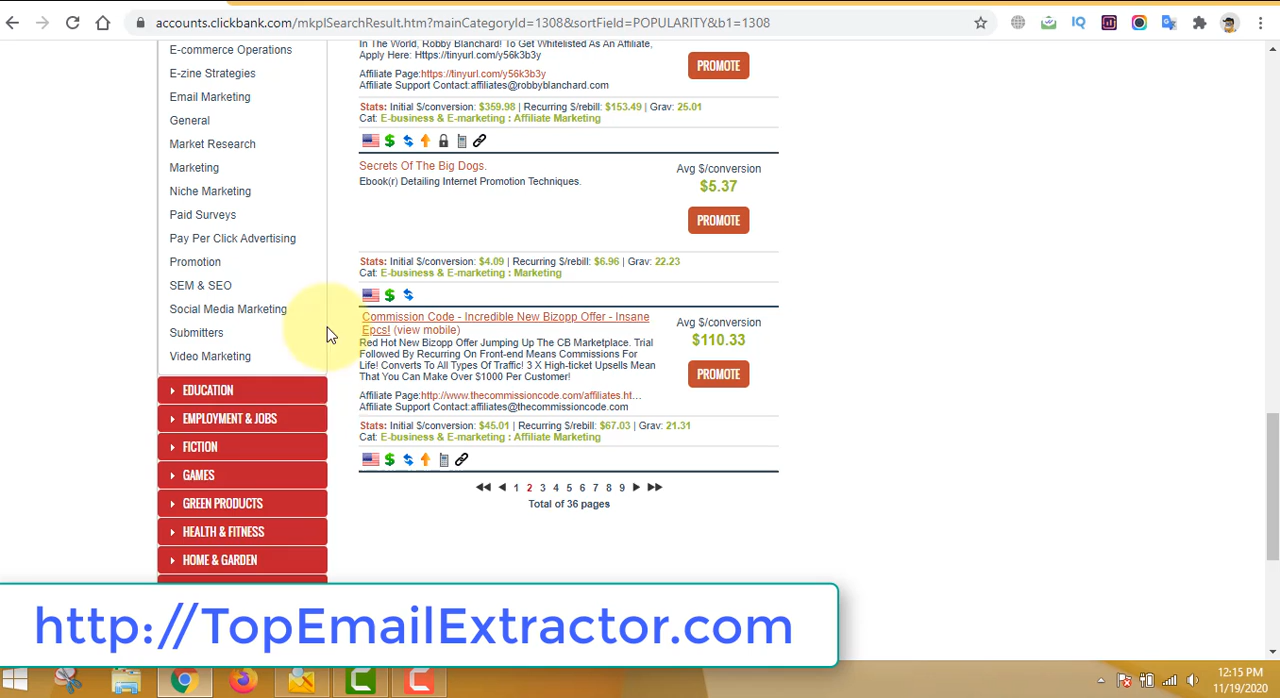 accounts.clickbank.com/mkplSearchResult.htm?mainCategoryId=1308&sortField=POPULARITY&b1=1308
E-commerce Operations
E-zine Strategies
Email Marketing
General
Market Research
Marketing
Niche Marketing
Paid Surveys
Pay Per Click Advertising
Promotion
SEM & SEO
Social Media Marketing
Submitters
Video Marketing
EDUCATION
EMPLOYMENT & JOBS
FICTION
GAMES
GREEN PRODUCTS
HEALTH & FITNESS
HOME & GARDEN
In The World, Robby Blanchard! To Get Whitelisted As An Affiliate,
Apply Here: Https://tinyurl.com/y56k3b3y
Affiliate Page:https://tinyurl.com/y56k3b3y
Affiliate Support Contact:affiliates@robbyblanchard.com
PROMOTE
Stats: Initial $/conversion: $359.98 | Recurring $/rebill: $153.49 | Grav: 25.01
Cat: E-business & E-marketing : Affiliate Marketing
Secrets Of The Big Dogs.
Ebook(r) Detailing Internet Promotion Techniques.
Avg $/conversion
$5.37
PROMOTE
Stats: Initial $/conversion: $4.09 | Recurring $/rebill: $6.96 | Grav: 22.23
Cat: E-business & E-marketing : Marketing
Commission Code - Incredible New Bizopp Offer - Insane
Epcs! (view mobile)
Red Hot New Bizopp Offer Jumping Up The CB Marketplace. Trial
Followed By Recurring On Front-end Means Commissions For
Life! Converts To All Types Of Traffic! 3 X High-ticket Upsells Mean
That You Can Make Over $1000 Per Customer!
Avg $/conversion
$110.33
PROMOTE
Affiliate Page:http://www.thecommissioncode.com/affiliates.ht...
Affiliate Support Contact:affiliates@thecommissioncode.com
Stats: Initial $/conversion: $45.01 | Recurring $/rebill: $67.03 | Grav: 21.31
Cat: E-business & E-marketing : Affiliate Marketing
1 2 3 4 5 6 7 8 9
Total of 36 pages
http://TopEmailExtractor.com
12:15 PM
11/19/2020